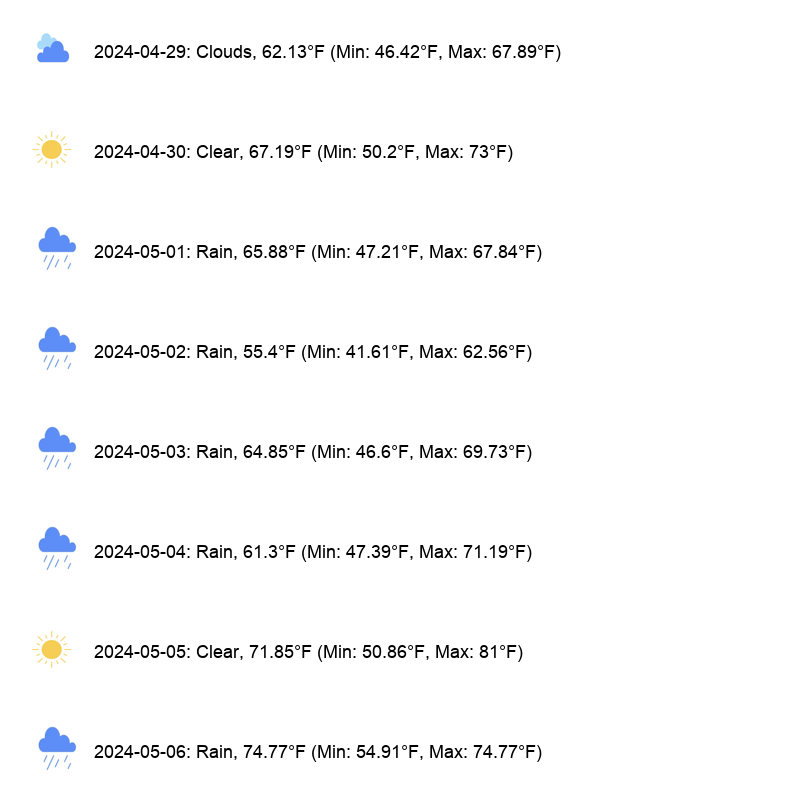 2024-04-29: Clouds, 62.13°F (Min: 46.42°F, Max: 67.89°F)
2024-04-30: Clear, 67.19°F (Min: 50.2°F, Max: 73°F)
2024-05-01: Rain, 65.88°F (Min: 47.21°F, Max: 67.84°F)
2024-05-02: Rain, 55.4°F (Min: 41.61°F, Max: 62.56°F)
2024-05-03: Rain, 64.85°F (Min: 46.6°F, Max: 69.73°F)
2024-05-04: Rain, 61.3°F (Min: 47.39°F, Max: 71.19°F)
2024-05-05: Clear, 71.85°F (Min: 50.86°F, Max: 81°F)
2024-05-06: Rain, 74.77°F (Min: 54.91°F, Max: 74.77°F)